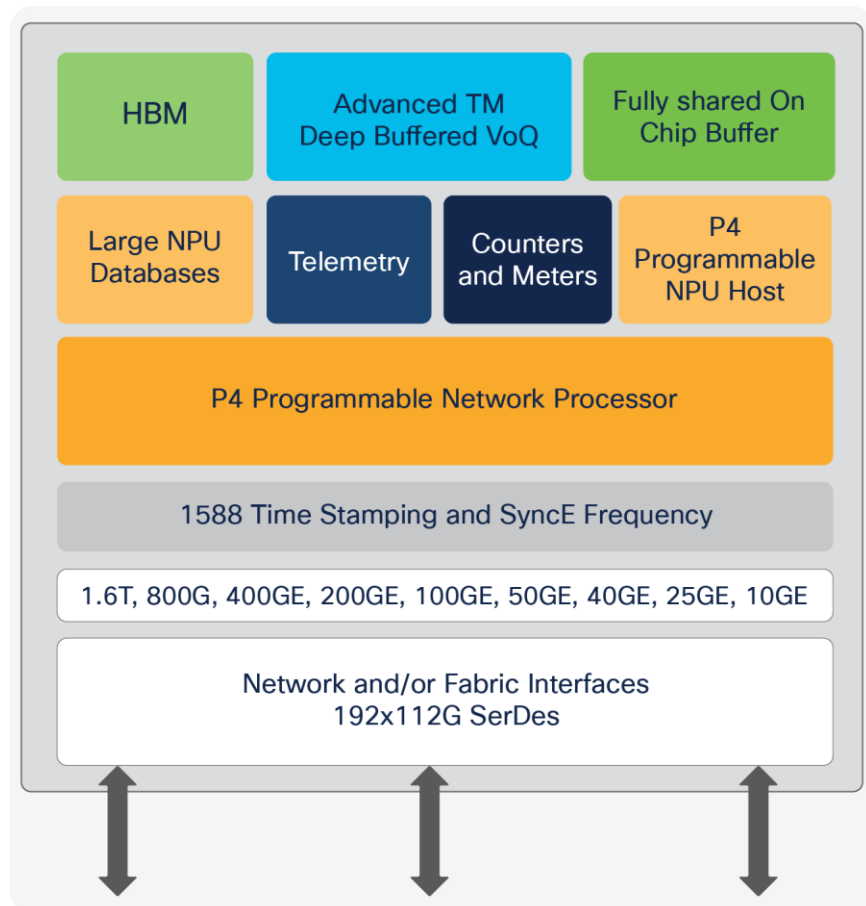 HBM
Advanced TM
Deep Buffered VoQ
Fully shared On
Chip Buffer
Large NPU
Databases
Telemetry
Counters
and Meters
P4
Programmable
NPU Host
P4 Programmable Network Processor
1588 Time Stamping and SyncE Frequency
1.6T, 800G, 400GE, 200GE, 100GE, 50GE, 40GE, 25GE, 10GE
Network and/or Fabric Interfaces
192x112G SerDes